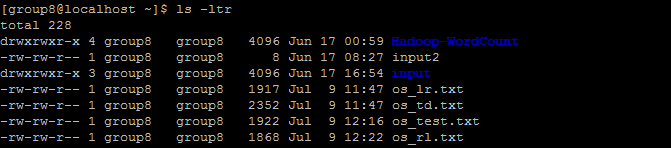 [group8@localhost ~]$ ls -ltr
total 228
drwxrwxr-x 4 group8 group8 4096 Jun 17 00:59 Hadoop-WordCount
-rw-rw-r-- 1 group8 group8 8 Jun 17 08:27 input2
drwxrwxr-x 3 group8 group8 4096 Jun 17 16:54 input
-rw-rw-r-- 1 group8 group8 1917 Jul 9 11:47 os_lr.txt
-rw-rw-r-- 1 group8 group8 2352 Jul 9 11:47 os_td.txt
-rw-rw-r-- 1 group8 group8 1922 Jul 9 12:16 os_test.txt
-rw-rw-r-- 1 group8 group8 1868 Jul 9 12:22 os_rl.txt